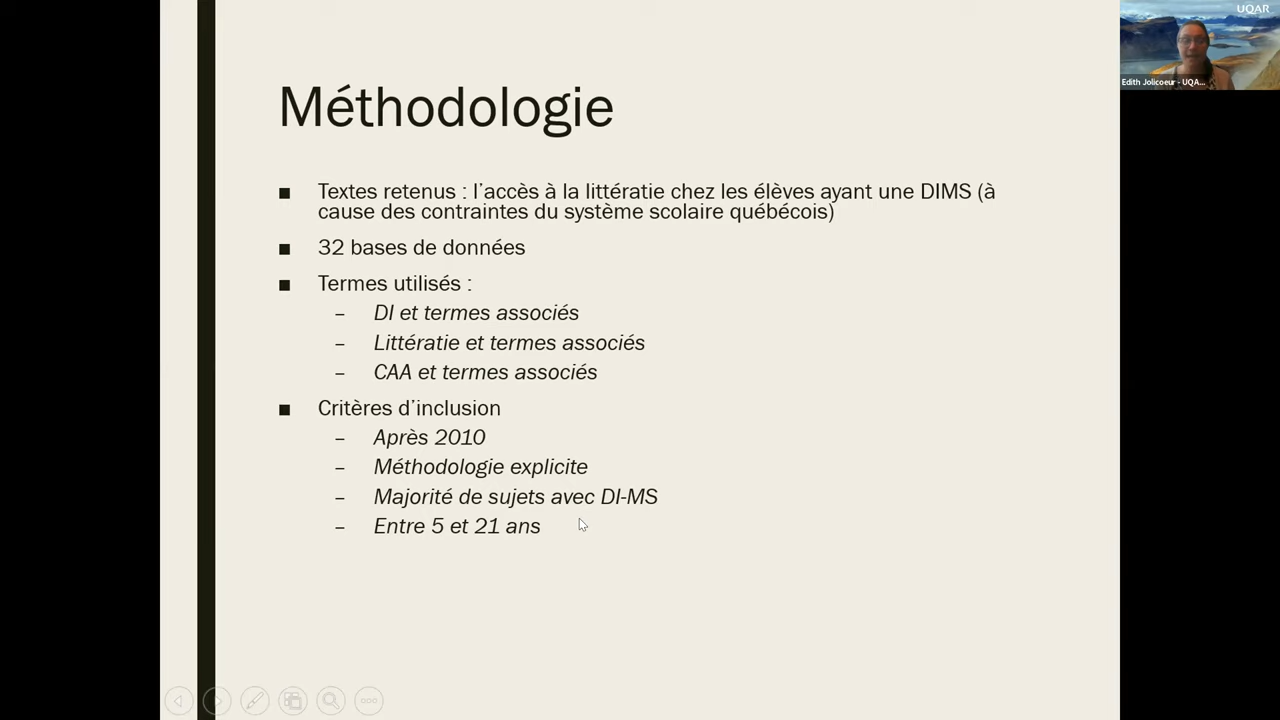 Méthodologie
■ Textes retenus : l'accès à la littératie chez les élèves ayant une DIMS (à
cause des contraintes du système scolaire québécois)
■ 32 bases de données
■ Termes utilisés :
– DI et termes associés
– Littératie et termes associés
– CAA et termes associés
■ Critères d'inclusion
– Après 2010
– Méthodologie explicite
– Majorité de sujets avec DI-MS
– Entre 5 et 21 ans
UQAR
Edith Jolicoeur - UQA...